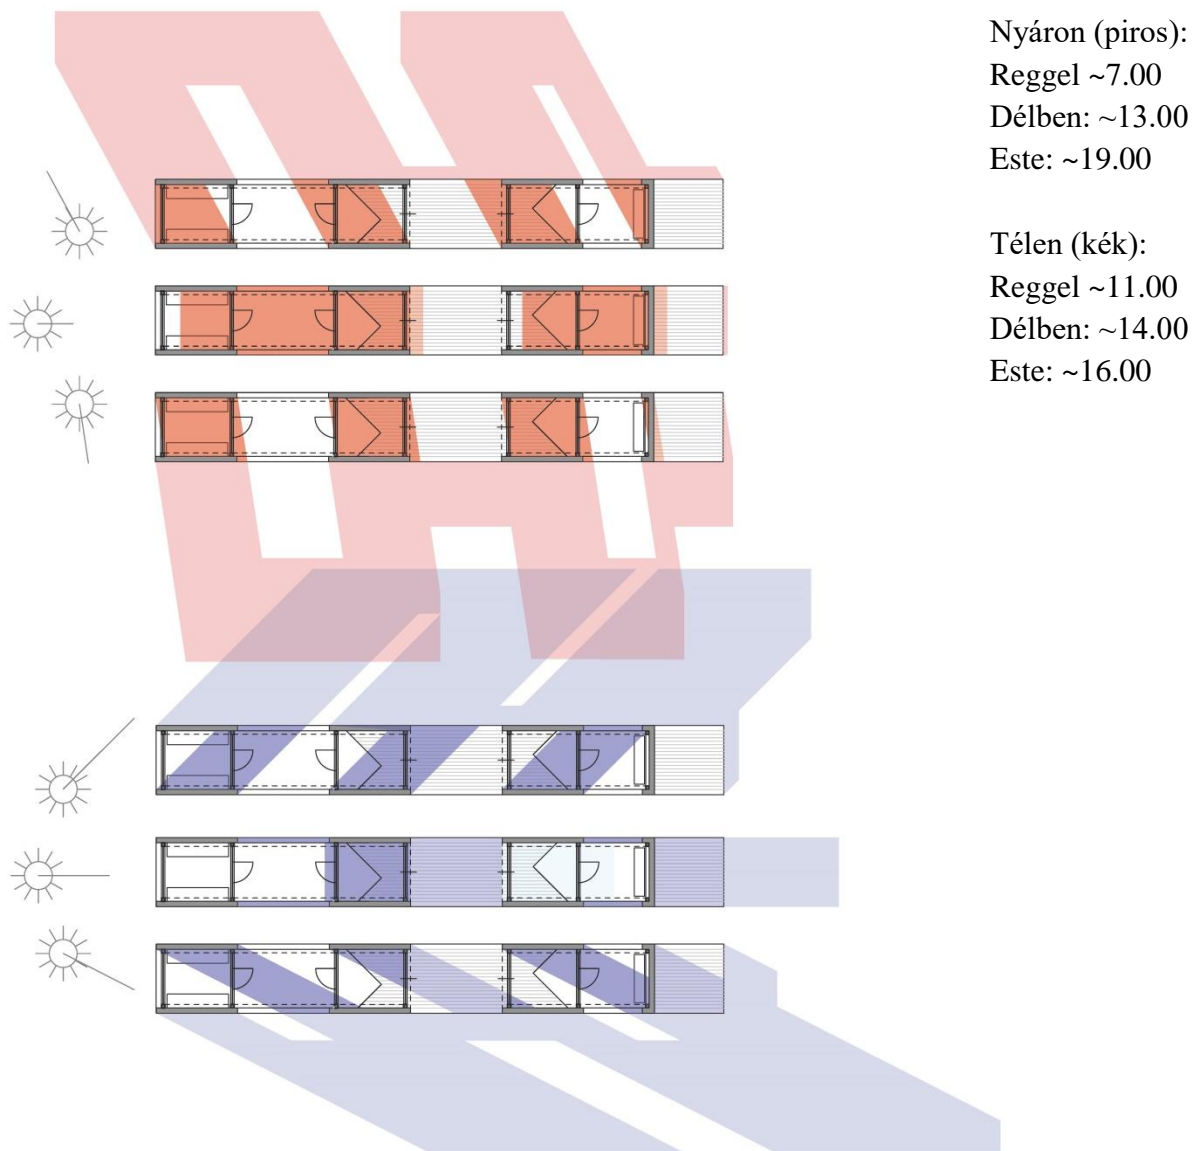 Nyáron (piros):
Reggel ~7.00
Délben: ~13.00
Este: ~19.00
Télen (kék):
Reggel ~11.00
Délben: ~14.00
Este: ~16.00